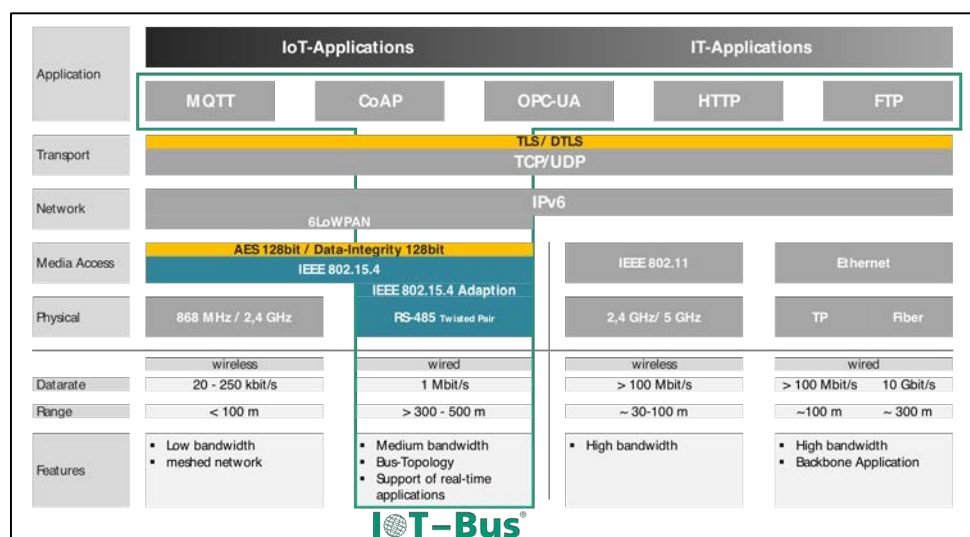 Application
IoT-Applications
IT-Applications
MQTT
CoAP
OPC-UA
HTTP
FTP
Transport
TLS/ DTLS
TCP/UDP
Network
IPv6
6LoWPAN
Media Access
AES 128bit / Data-Integrity 128bit
IEEE 802.15.4
IEEE 802.11
Ethernet
IEEE 802.15.4 Adaption
Physical
868 MHz / 2,4 GHz
RS-485 Twisted Pair
2,4 GHz/ 5 GHz
TP
Fiber
wireless
wired
wireless
wired
Datarate
20 - 250 kbit/s
1 Mbit/s
> 100 Mbit/s
> 100 Mbit/s
10 Gbit/s
Range
< 100 m
> 300 - 500 m
~ 30-100 m
~100 m
~ 300 m
Features
▪ Low bandwidth
▪ meshed network
▪ Medium bandwidth
▪ Bus-Topology
▪ Support of real-time
applications
▪ High bandwidth
▪ High bandwidth
▪ Backbone Application
IoT-Bus®